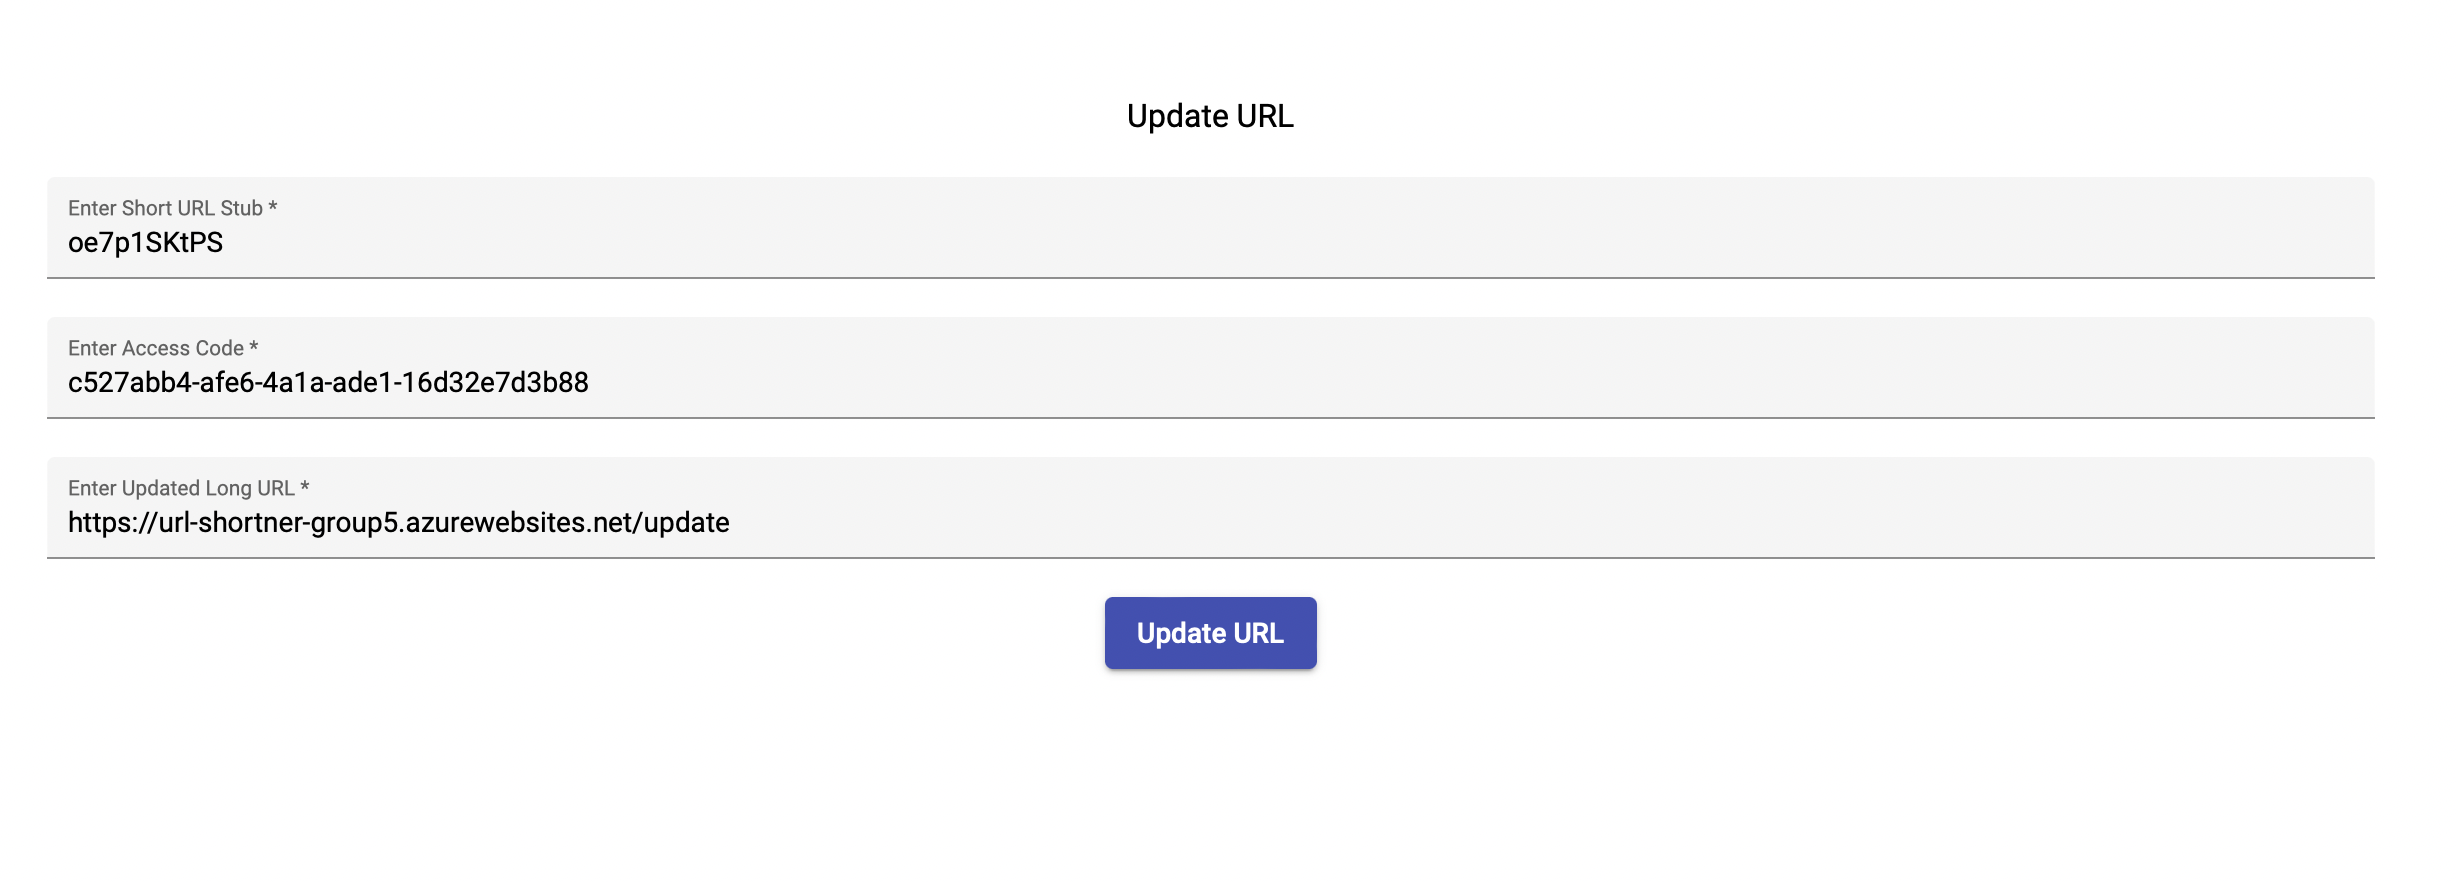 Update URL
Enter Short URL Stub *
oe7p1SKtPS
Enter Access Code *
c527abb4-afe6-4a1a-ade1-16d32e7d3b88
Enter Updated Long URL *
https://url-shortner-group5.azurewebsites.net/update
Update URL